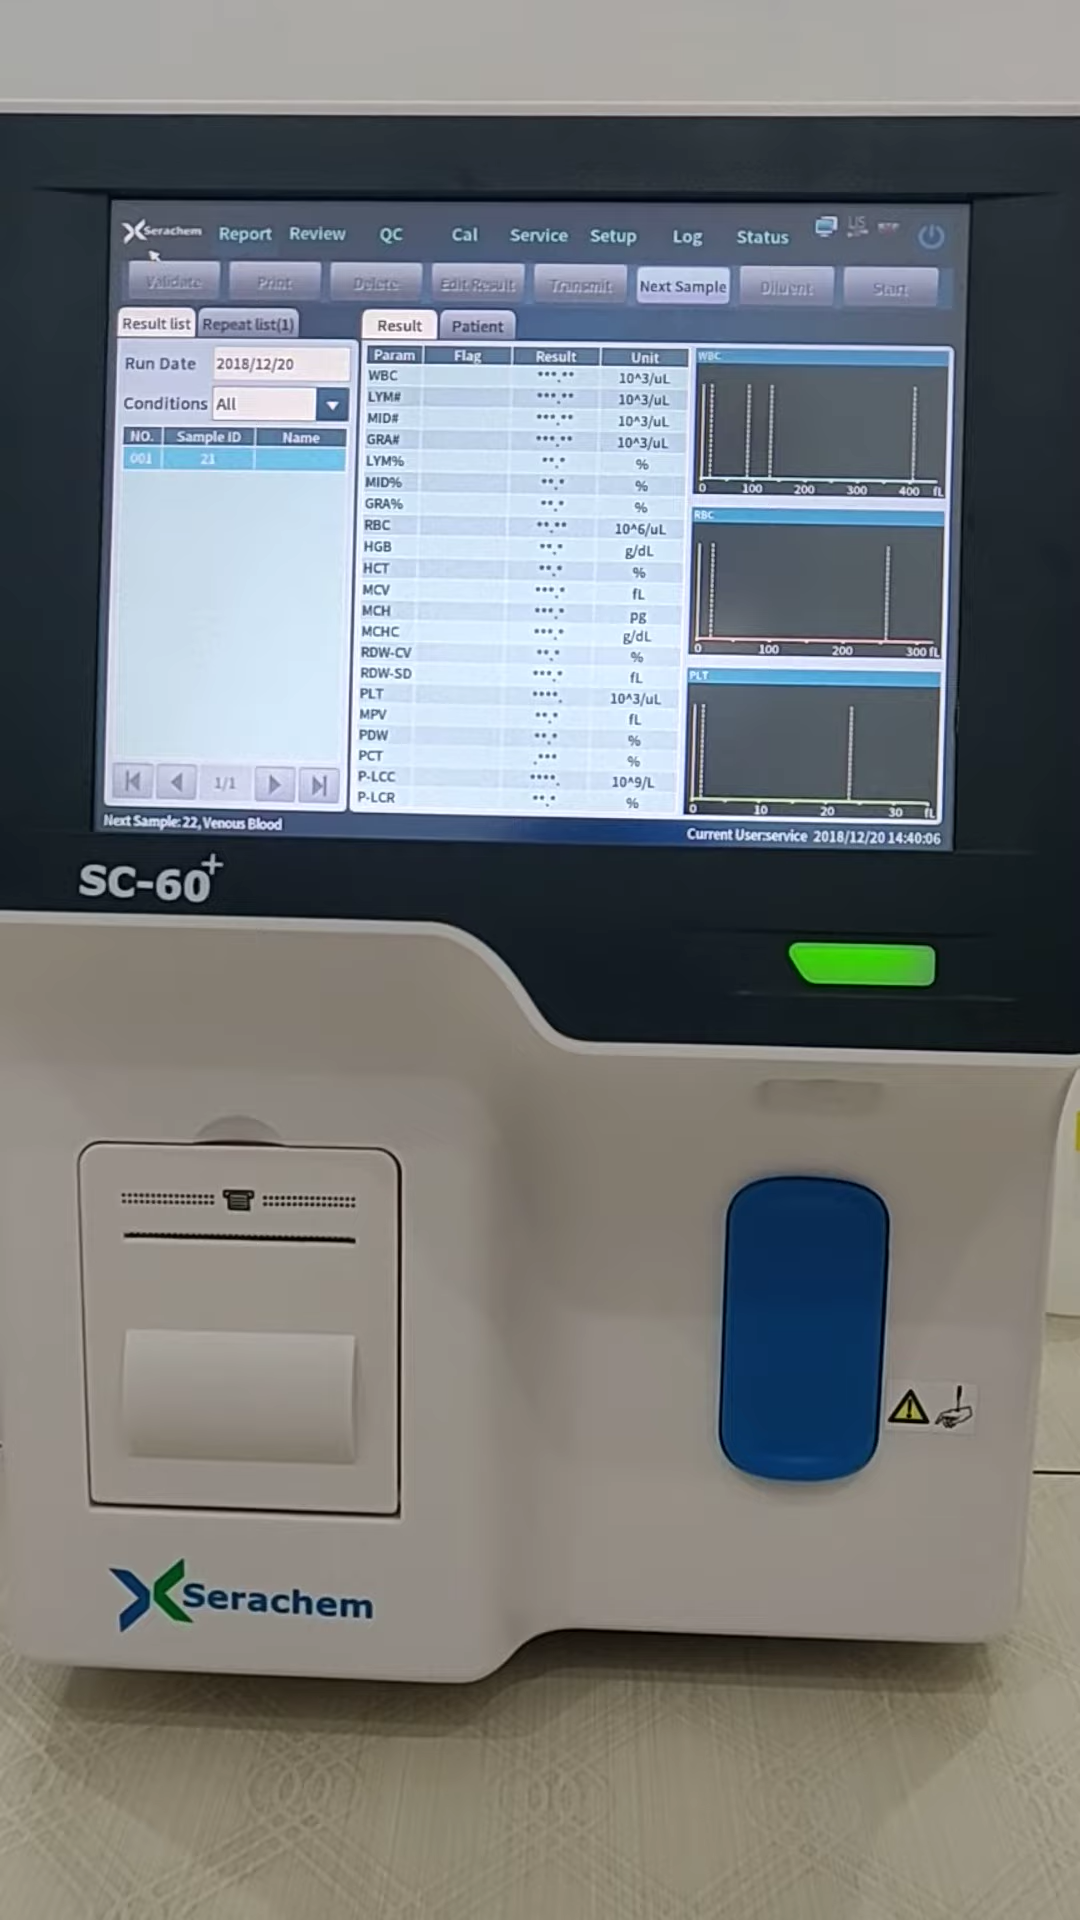 Serachem Report Review QC Cal Service Setup Log Status US
Validate Print Delete Edit Result Transmit Next Sample Diluent Start
Result list Repeat list(1) Result Patient
Run Date 2018/12/20
Conditions All
NO. Sample ID Name
001 21
1/1
Param Flag Result Unit
WBC ***.** 10^3/uL
LYM# ***.** 10^3/uL
MID# ***.** 10^3/uL
GRA# ***.** 10^3/uL
LYM% **.* %
MID% **.* %
GRA% **.* %
RBC **.** 10^6/uL
HGB **.* g/dL
HCT **.* %
MCV ***.* fL
MCH ***.* pg
MCHC ***.* g/dL
RDW-CV **.* %
RDW-SD ***.* fL
PLT ****. 10^3/uL
MPV **.* fL
PDW **.* %
PCT .*** %
P-LCC ****. 10^9/L
P-LCR **.* %
WBC
0 100 200 300 400 fL
RBC
0 100 200 300 fL
PLT
0 10 20 30 fL
Next Sample: 22, Venous Blood
Current User:service 2018/12/20 14:40:06
SC-60+
Serachem